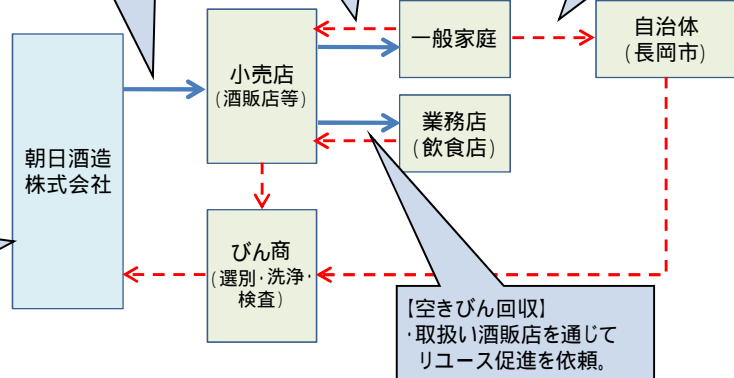 朝日酒造
株式会社
小売店
(酒販店等)
一般家庭
自治体
(長岡市)
業務店
(飲食店)
びん商
(選別・洗浄・
検査)
【空きびん回収】
・取扱い酒販店を通じて
リユース促進を依頼。